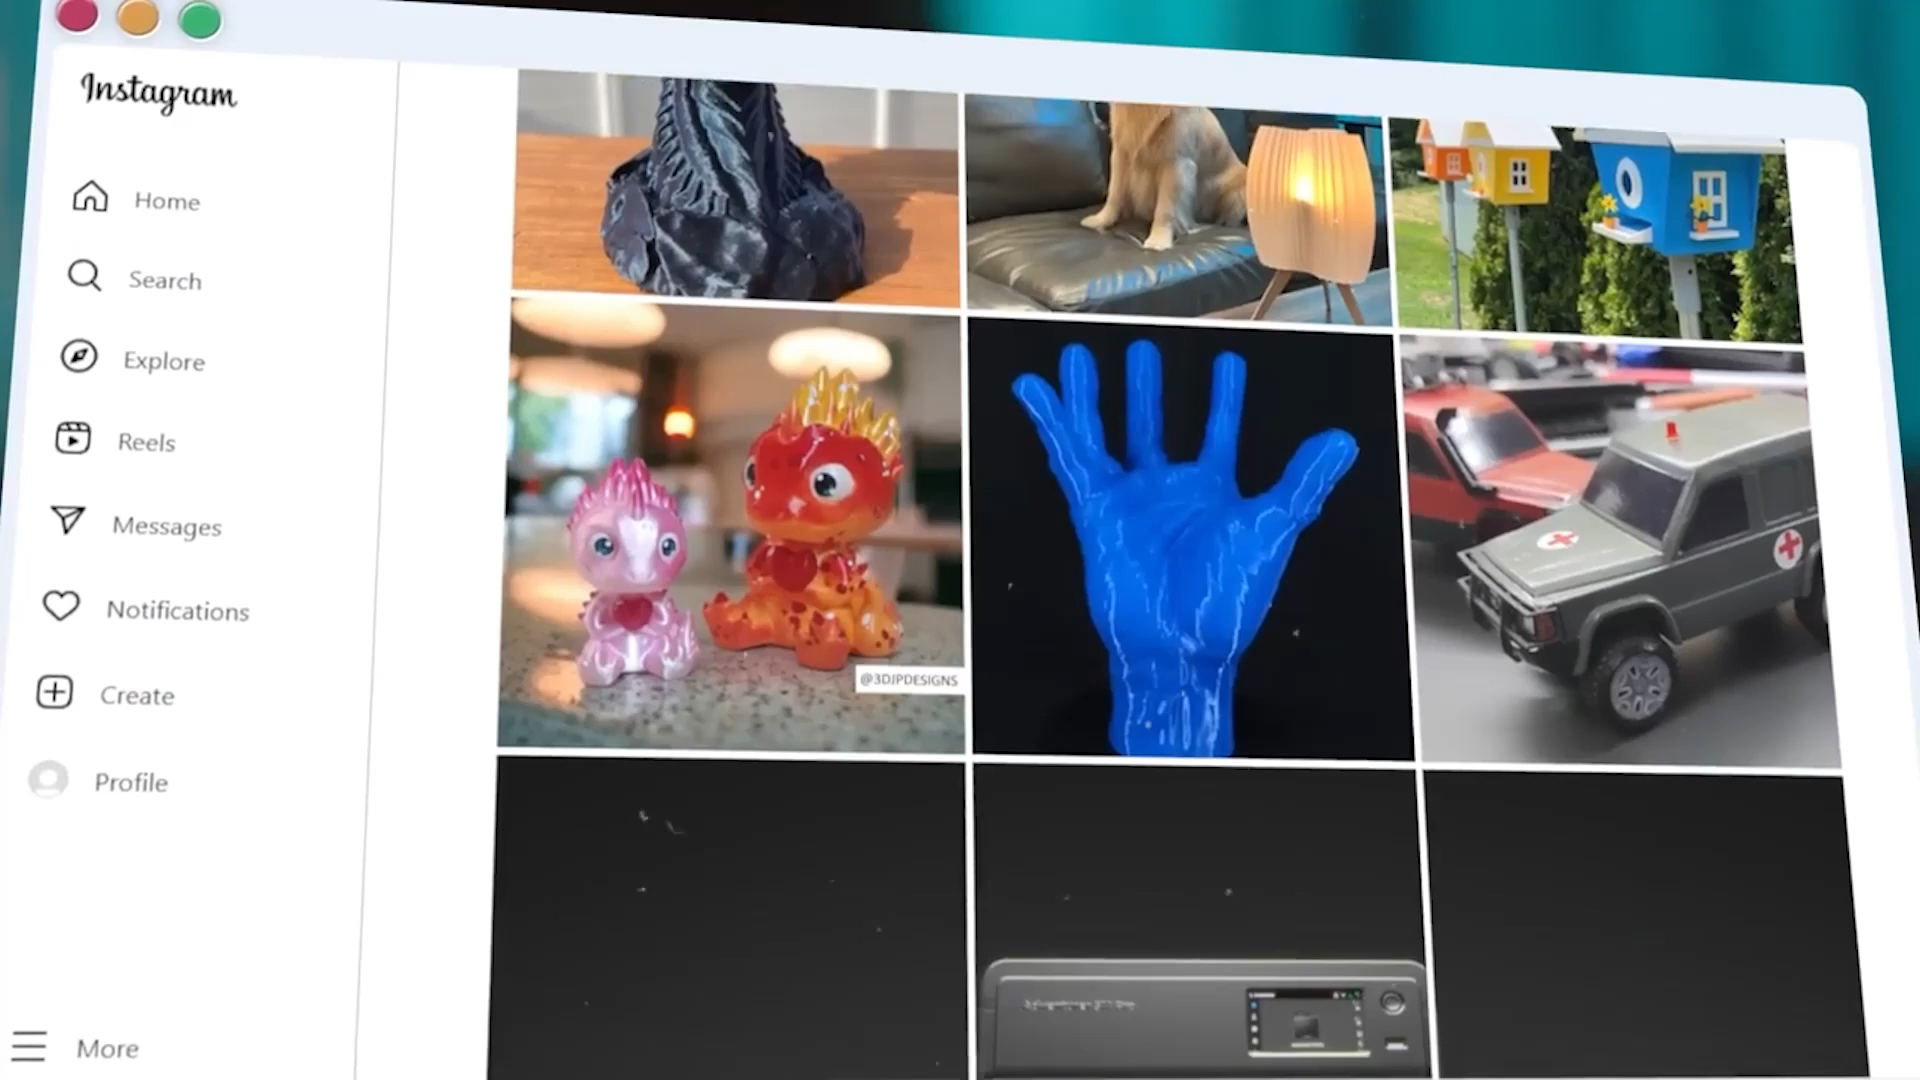 Instagram
Home
Search
Explore
Reels
Messages
Notifications
Create
Profile
More
@3DJPDESIGNS